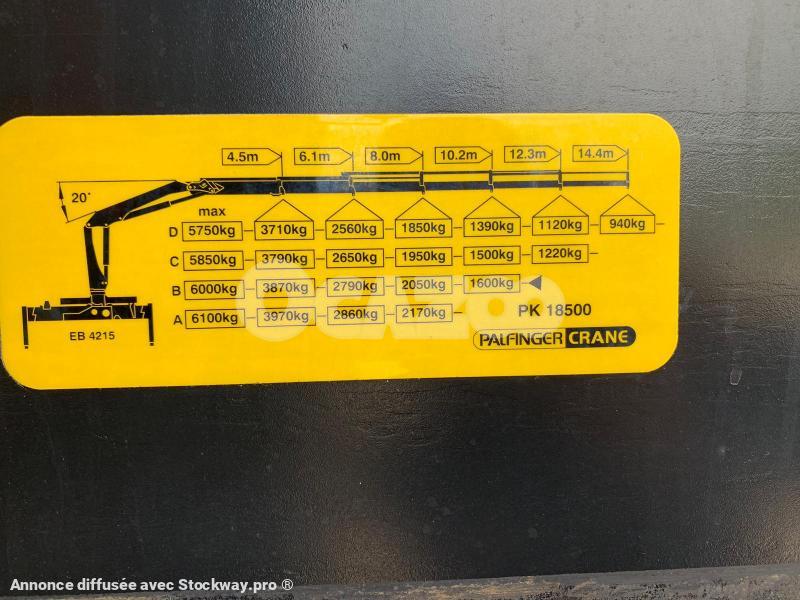 4.5m 6.1m 8.0m 10.2m 12.3m 14.4m
20°
max
D 5750kg 3710kg 2560kg 1850kg 1390kg 1120kg 940kg
C 5850kg 3790kg 2650kg 1950kg 1500kg 1220kg
B 6000kg 3870kg 2790kg 2050kg 1600kg
A 6100kg 3970kg 2860kg 2170kg
PK 18500
EB 4215
PALFINGER CRANE
OCAZOO
Annonce diffusée avec Stockway.pro ®